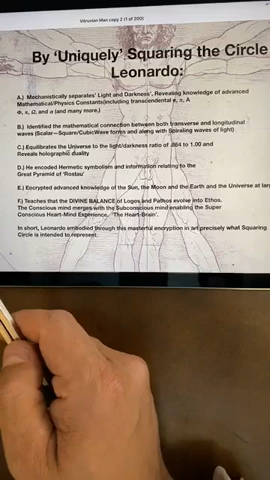 Vitruvian Man copy 2 (1 of 200)
By ‘Uniquely’ Squaring the Circle
Leonardo:
A.) Mechanistically separates’ Light and Darkness’, Revealing knowledge of advanced
Mathematical/Physics Constants(including transcendental e, π, Λ
Φ, ε, Ω, and α (and many more.)
B.) Identified the mathematical connection between both transverse and longitudinal
waves (Scalar—Square/CubicWave forms and along with Spiraling waves of light)
C.) Equilibrates the Universe to the light/darkness ratio of .864 to 1.00 and
Reveals holographic duality
D.) He encoded Hermetic symbolism and information relating to the
Great Pyramid of ‘Rostau’
E.) Encrypted advanced knowledge of the Sun, the Moon and the Earth and the Universe at lar
F.) Teaches that the DIVINE BALANCE of Logos and Pathos evolve into Ethos.
The Conscious mind merges with the Subconscious mind enabling the Super
Conscious Heart-Mind Experience. ‘The Heart-Brain’.
In short, Leonardo embodied through this masterful encryption in art precisely what Squaring
Circle is intended to represent.